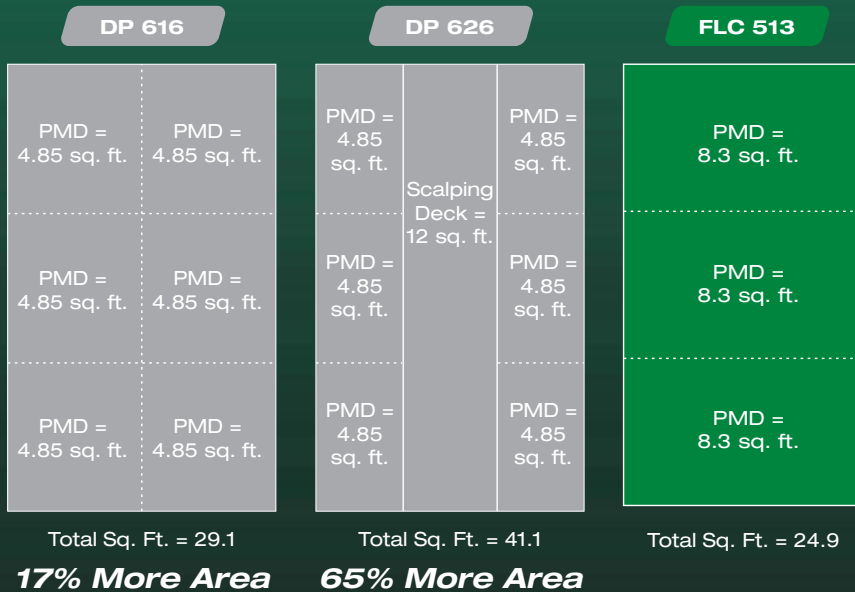 DP 616
PMD =
4.85 sq. ft.
PMD =
4.85 sq. ft.
PMD =
4.85 sq. ft.
PMD =
4.85 sq. ft.
PMD =
4.85 sq. ft.
PMD =
4.85 sq. ft.
Total Sq. Ft. = 29.1
17% More Area
DP 626
PMD =
4.85
sq. ft.
PMD =
4.85
sq. ft.
PMD =
4.85
sq. ft.
Scalping
Deck =
12 sq. ft.
PMD =
4.85
sq. ft.
PMD =
4.85
sq. ft.
PMD =
4.85
sq. ft.
Total Sq. Ft. = 41.1
65% More Area
FLC 513
PMD =
8.3 sq. ft.
PMD =
8.3 sq. ft.
PMD =
8.3 sq. ft.
Total Sq. Ft. = 24.9